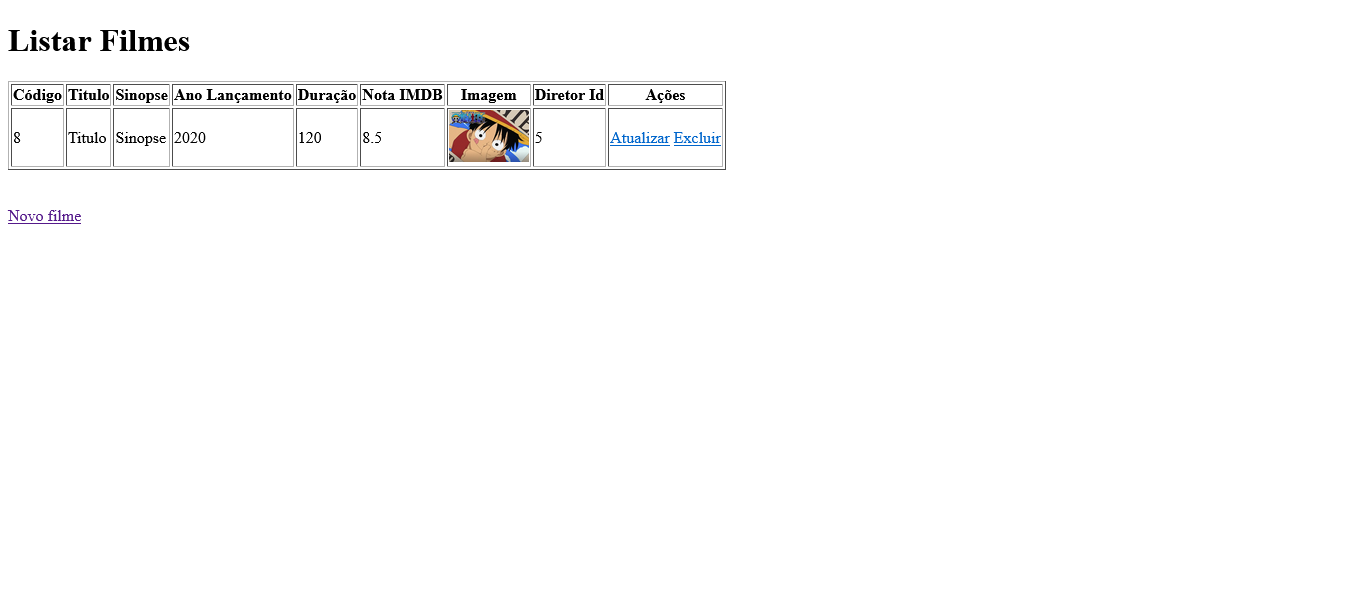 Listar Filmes
Código Titulo Sinopse Ano Lançamento Duração Nota IMDB Imagem Diretor Id Ações
8 Titulo Sinopse 2020 120 8.5 5 Atualizar Excluir
Novo filme